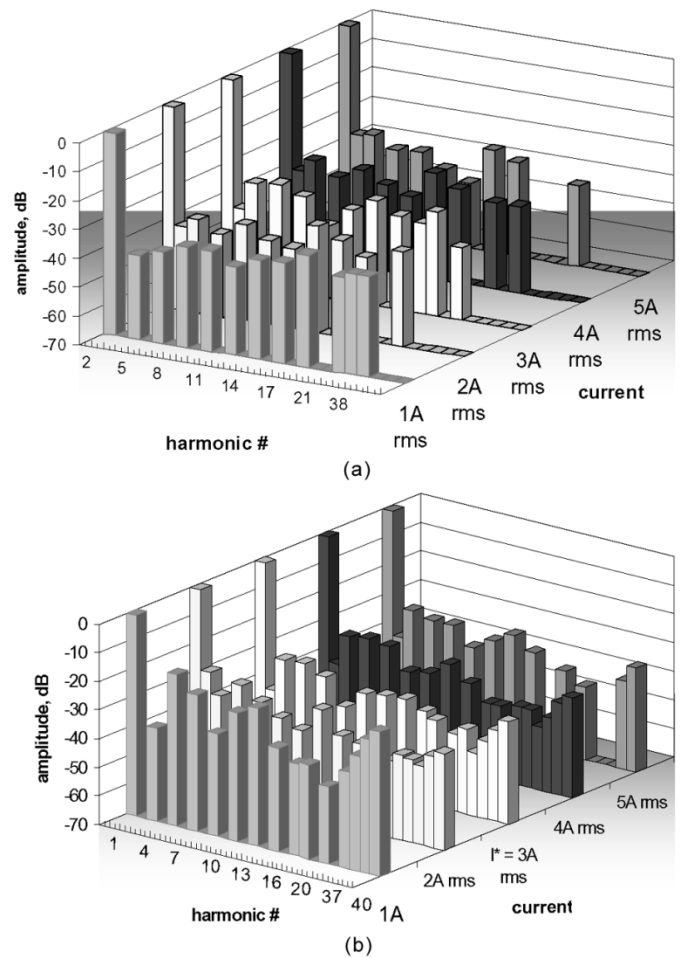 0
-10
-20
-30
-40
-50
-60
-70
amplitude, dB
2
5
8
11
14
17
21
38
harmonic #
1A rms
2A rms
3A rms
4A rms
5A rms
current
(a)
0
-10
-20
-30
-40
-50
-60
-70
amplitude, dB
1
4
7
10
13
16
20
37
40
harmonic #
1A
2A rms
I* = 3A rms
4A rms
5A rms
current
(b)